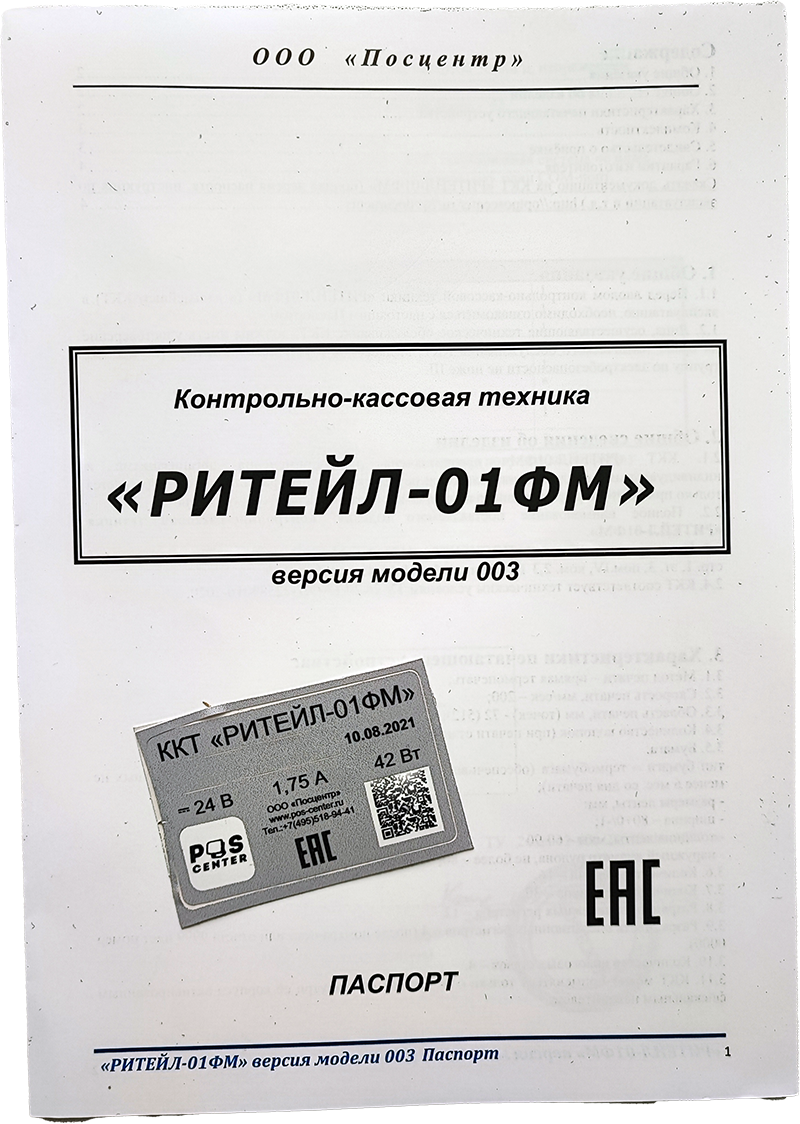 ООО «Посцентр»
Контрольно-кассовая техника
«РИТЕЙЛ-01ФМ»
версия модели 003
ККТ «РИТЕЙЛ-01ФМ»
10.08.2021
24 В 1,75 А 42 Вт
ООО «Посцентр»
www.pos-center.ru
Тел.:+7(495)518-94-41
POS
CENTER
EAC
EAC
ПАСПОРТ
«РИТЕЙЛ-01ФМ» версия модели 003 Паспорт 1